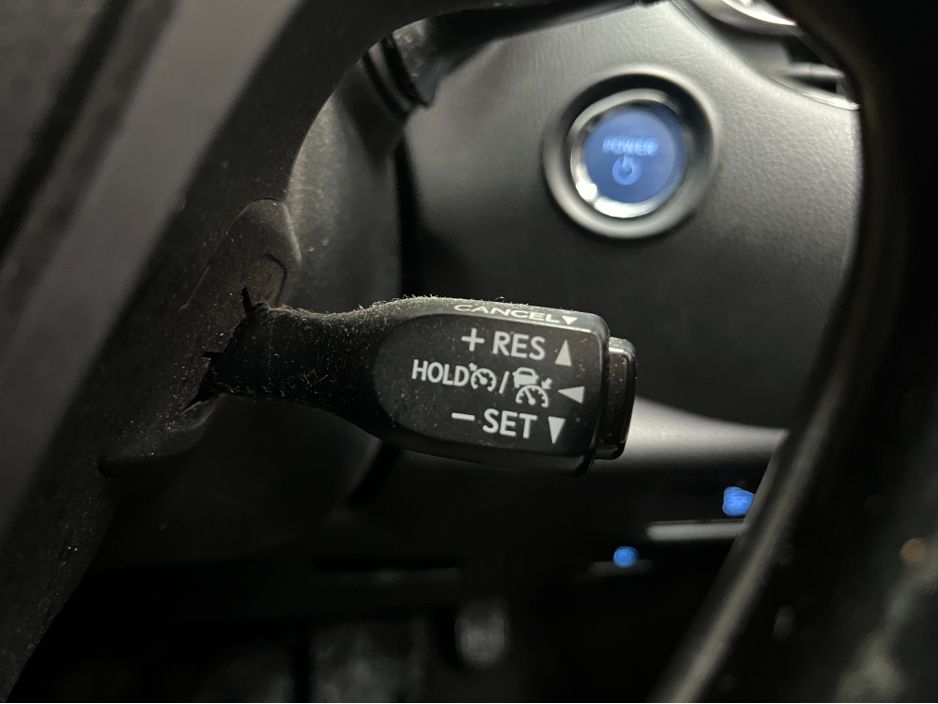 POWER
CANCEL▼
+ RES ▲
HOLD / ◀
− SET ▼